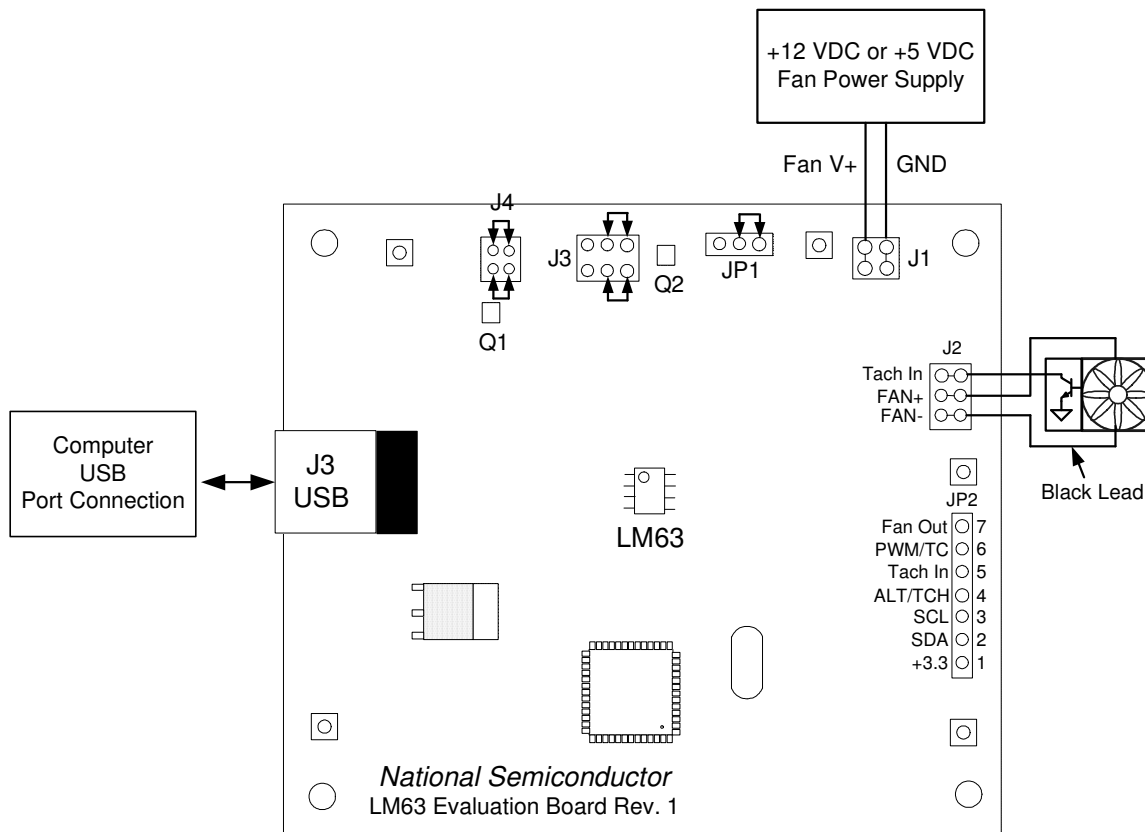 +12 VDC or +5 VDC
Fan Power Supply
Fan V+
GND
J4
J3
Q2
JP1
J1
Q1
J2
Tach In
FAN+
FAN-
Black Lead
Computer
USB
Port Connection
J3
USB
LM63
JP2
Fan Out 7
PWM/TC 6
Tach In 5
ALT/TCH 4
SCL 3
SDA 2
+3.3 1
National Semiconductor
LM63 Evaluation Board Rev. 1